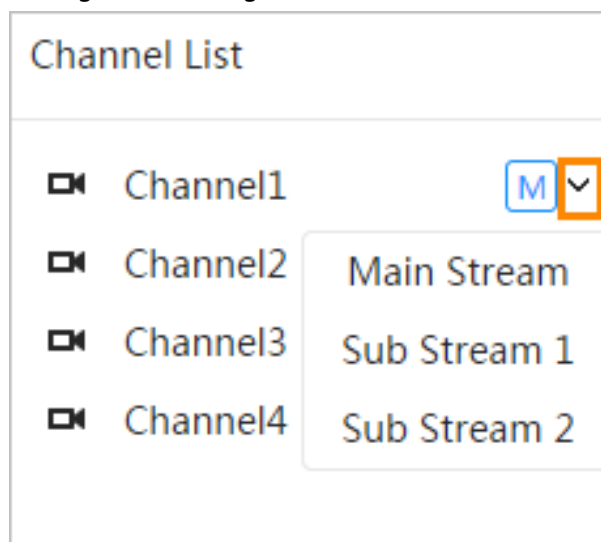 Channel List
Channel1 M
Channel2
Main Stream
Channel3
Sub Stream 1
Channel4
Sub Stream 2